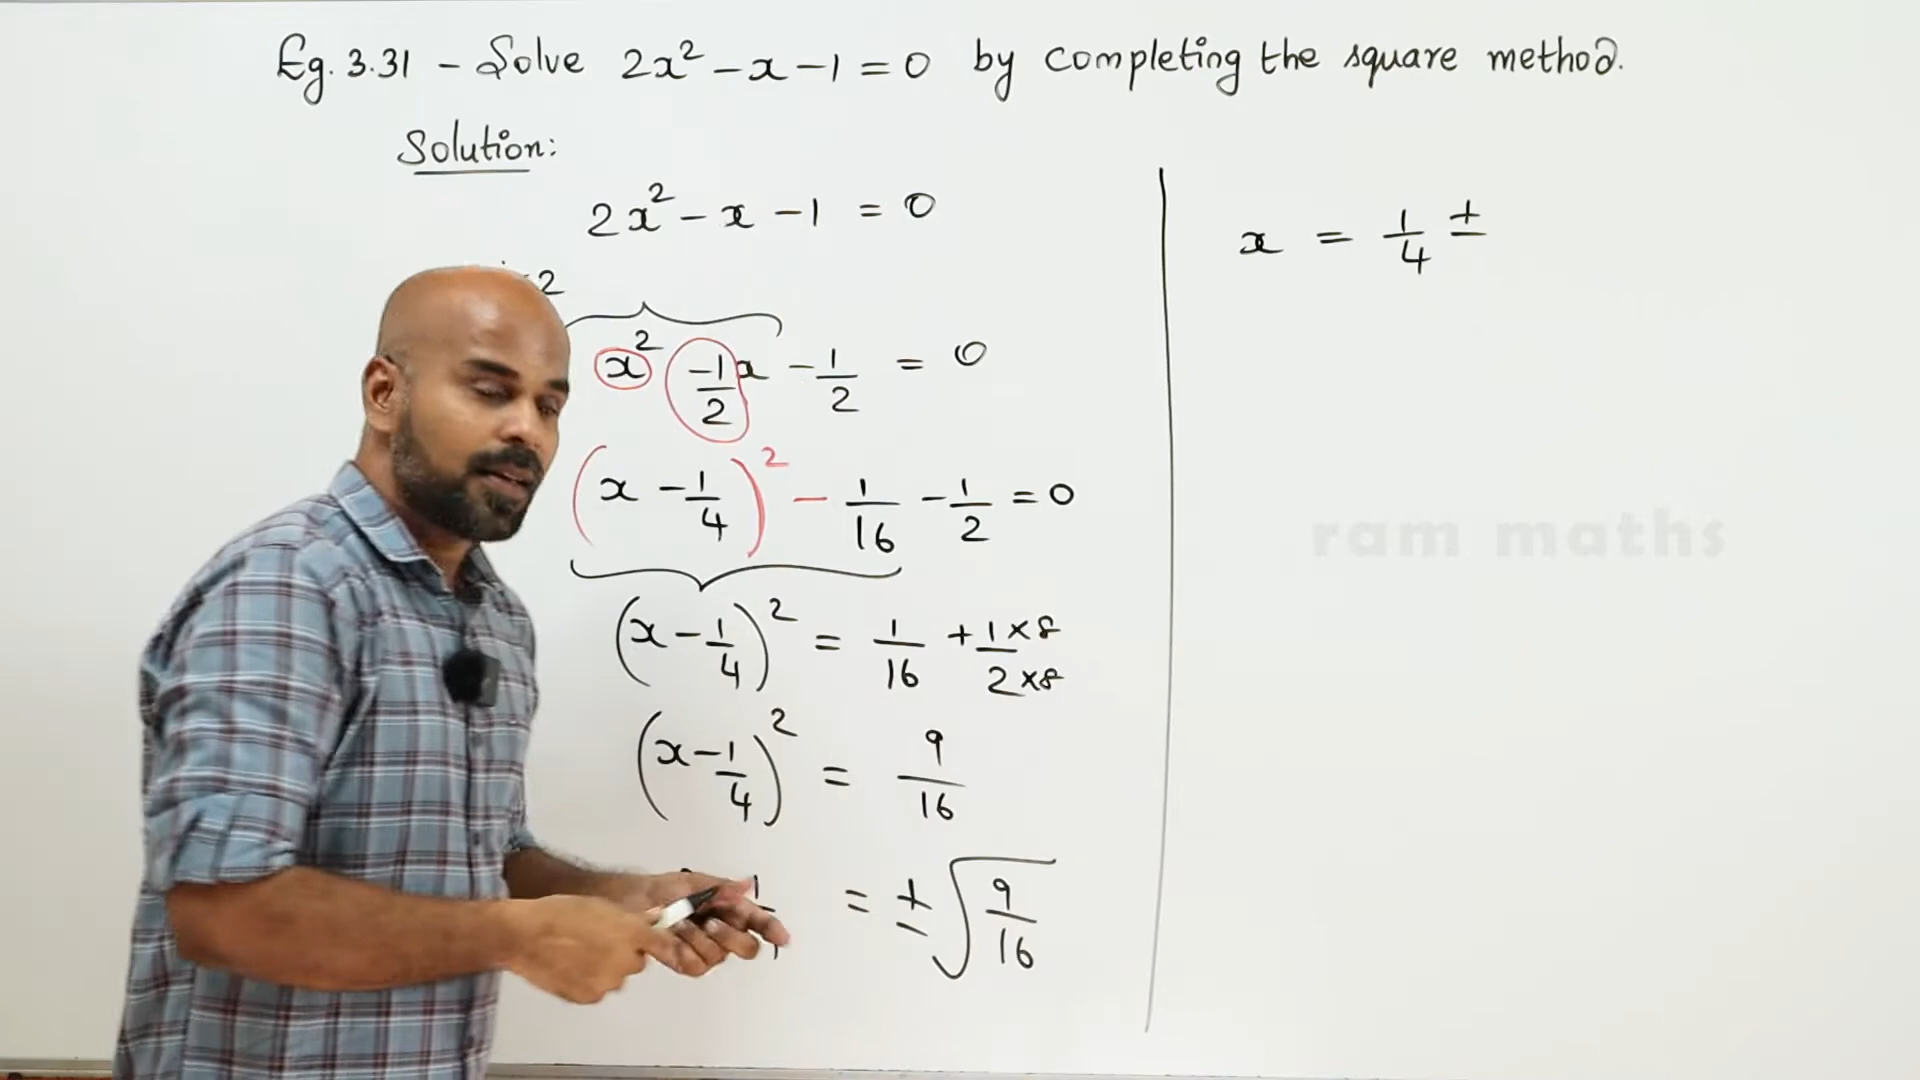 Eg. 3.31 - Solve 2x² - x - 1 = 0 by completing the square method.
Solution:
2x² - x - 1 = 0
2
x² -1/2 x - 1/2 = 0
(x - 1/4)² - 1/16 - 1/2 = 0
(x - 1/4)² = 1/16 + 1×8/2×8
(x - 1/4)² = 9/16
= ± √9/16
x = 1/4 ±
ram maths